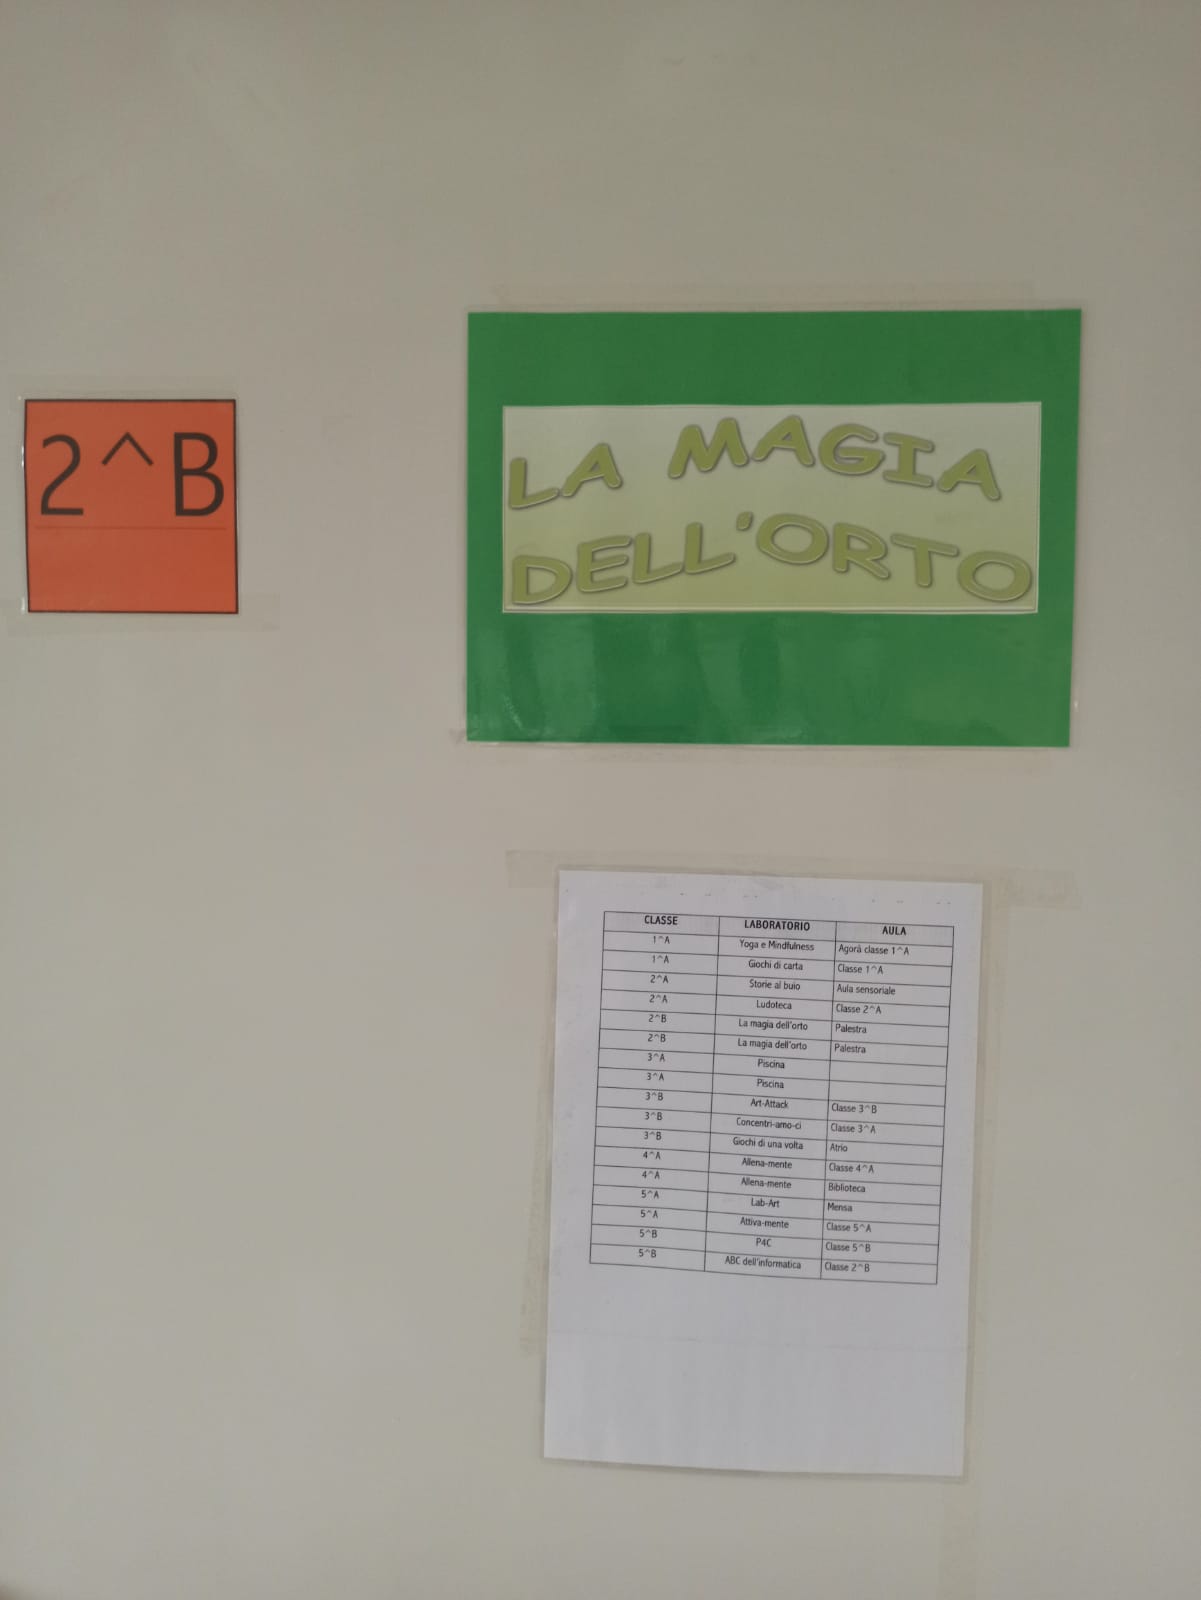 2^B
LA MAGIA
DELL'ORTO
CLASSE LABORATORIO AULA
1^A Yoga e Mindfulness Agorà classe 1^A
1^A Giochi di carta Classe 1^A
2^A Storie al buio Aula sensoriale
2^A Ludoteca Classe 2^A
2^B La magia dell'orto Palestra
2^B La magia dell'orto Palestra
3^A Piscina
3^A Piscina
3^B Art-Attack Classe 3^B
3^B Concentri-amo-ci Classe 3^A
3^B Giochi di una volta Atrio
4^A Allena-mente Classe 4^A
4^A Allena-mente Biblioteca
5^A Lab-Art Mensa
5^A Attiva-mente Classe 5^A
5^B P4C Classe 5^B
5^B ABC dell'informatica Classe 2^B